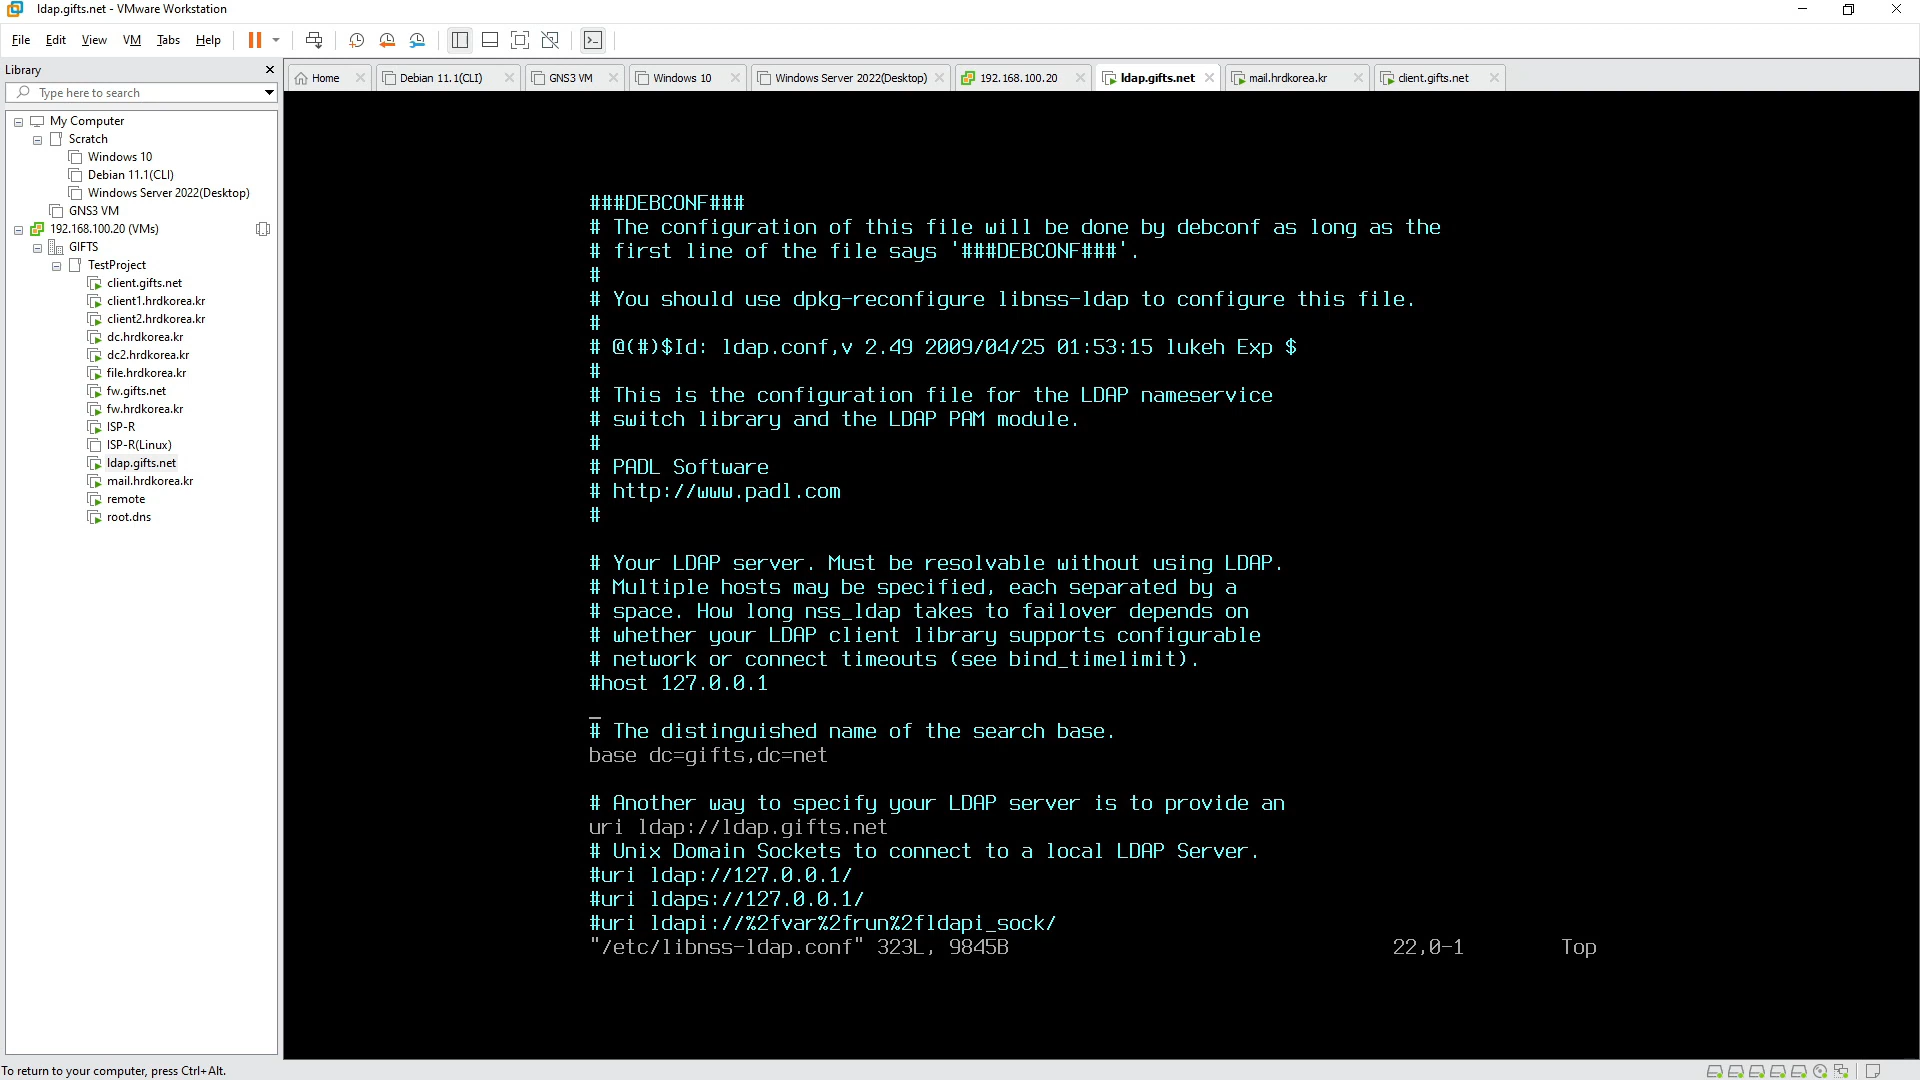 ldap.gifts.net - VMware Workstation
File Edit View VM Tabs Help
Library
Type here to search
My Computer
Scratch
Windows 10
Debian 11.1(CLI)
Windows Server 2022(Desktop)
GNS3 VM
192.168.100.20 (VMs)
GIFTS
TestProject
client.gifts.net
client1.hrdkorea.kr
client2.hrdkorea.kr
dc.hrdkorea.kr
dc2.hrdkorea.kr
file.hrdkorea.kr
fw.gifts.net
fw.hrdkorea.kr
ISP-R
ISP-R(Linux)
ldap.gifts.net
mail.hrdkorea.kr
remote
root.dns
Home Debian 11.1(CLI) GNS3 VM Windows 10 Windows Server 2022(Desktop) 192.168.100.20 ldap.gifts.net mail.hrdkorea.kr client.gifts.net
###DEBCONF###
# The configuration of this file will be done by debconf as long as the
# first line of the file says '###DEBCONF###'.
#
# You should use dpkg-reconfigure libnss-ldap to configure this file.
#
# @(#)$Id: ldap.conf,v 2.49 2009/04/25 01:53:15 lukeh Exp $
#
# This is the configuration file for the LDAP nameservice
# switch library and the LDAP PAM module.
#
# PADL Software
# http://www.padl.com
#
# Your LDAP server. Must be resolvable without using LDAP.
# Multiple hosts may be specified, each separated by a
# space. How long nss_ldap takes to failover depends on
# whether your LDAP client library supports configurable
# network or connect timeouts (see bind_timelimit).
#host 127.0.0.1
# The distinguished name of the search base.
base dc=gifts,dc=net
# Another way to specify your LDAP server is to provide an
uri ldap://ldap.gifts.net
# Unix Domain Sockets to connect to a local LDAP Server.
#uri ldap://127.0.0.1/
#uri ldaps://127.0.0.1/
#uri ldapi://%2fvar%2frun%2fldapi_sock/
"/etc/libnss-ldap.conf" 323L, 9845B 22,0-1 Top
To return to your computer, press Ctrl+Alt.